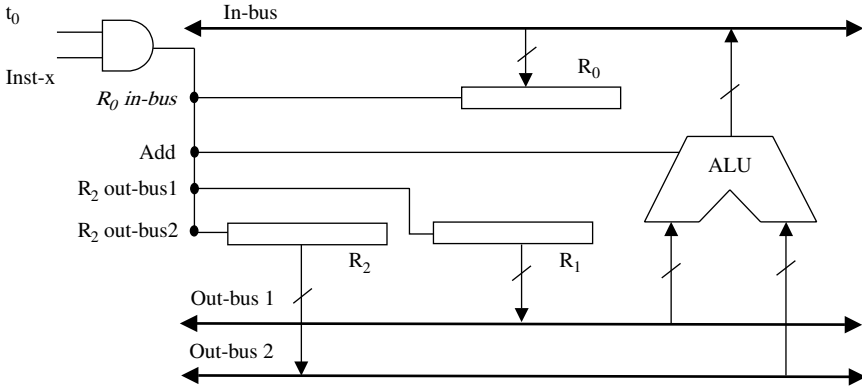 t0
In-bus
Inst-x
R0
R0 in-bus
Add
ALU
R2 out-bus1
R2 out-bus2
R2
R1
Out-bus 1
Out-bus 2